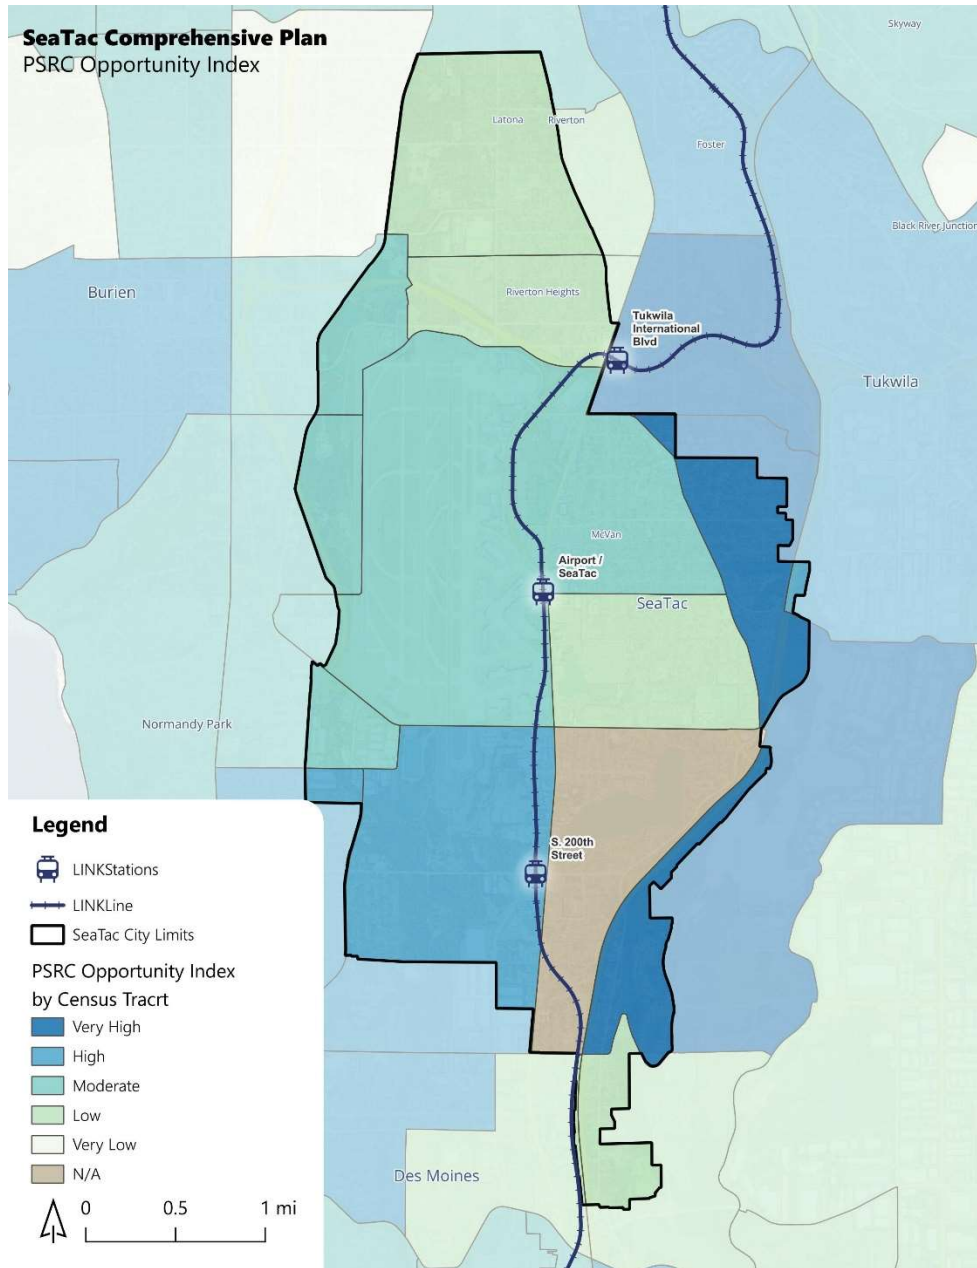 SeaTac Comprehensive Plan
PSRC Opportunity Index
Skyway
Latona
Riverton
Foster
Black River Junction
Burien
Riverton Heights
Tukwila
International
Blvd
Tukwila
McVan
Airport /
SeaTac
SeaTac
Normandy Park
S. 200th
Street
Legend
LINKStations
LINKLine
SeaTac City Limits
PSRC Opportunity Index
by Census Tracrt
Very High
High
Moderate
Low
Very Low
N/A
0 0.5 1 mi
Des Moines